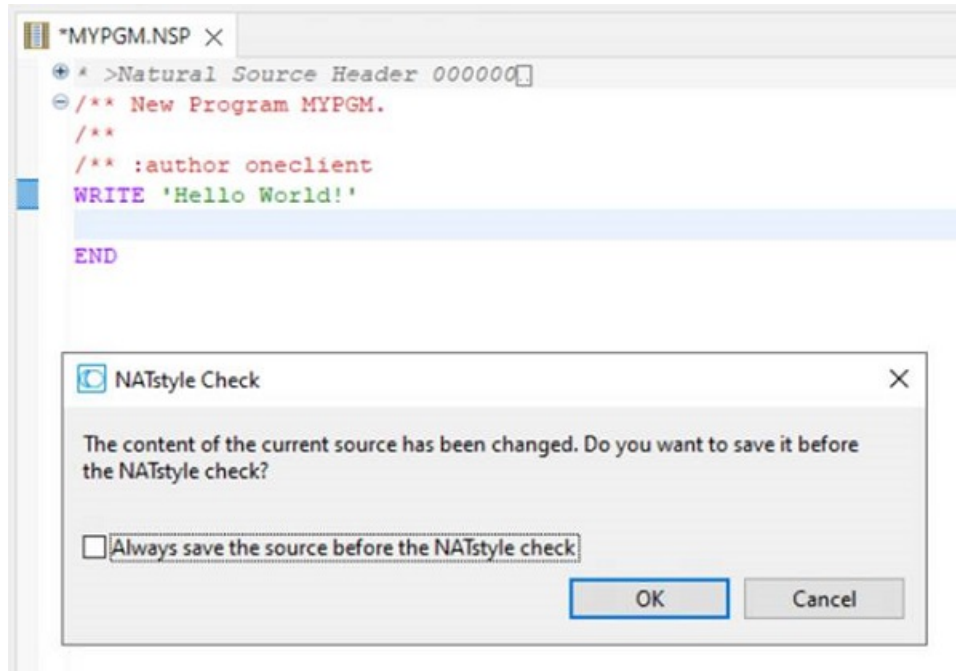 *MYPGM.NSP
* >Natural Source Header 000000
/** New Program MYPGM.
/**
/** :author oneclient
WRITE 'Hello World!'
END
NATstyle Check
The content of the current source has been changed. Do you want to save it before
the NATstyle check?
Always save the source before the NATstyle check
OK
Cancel